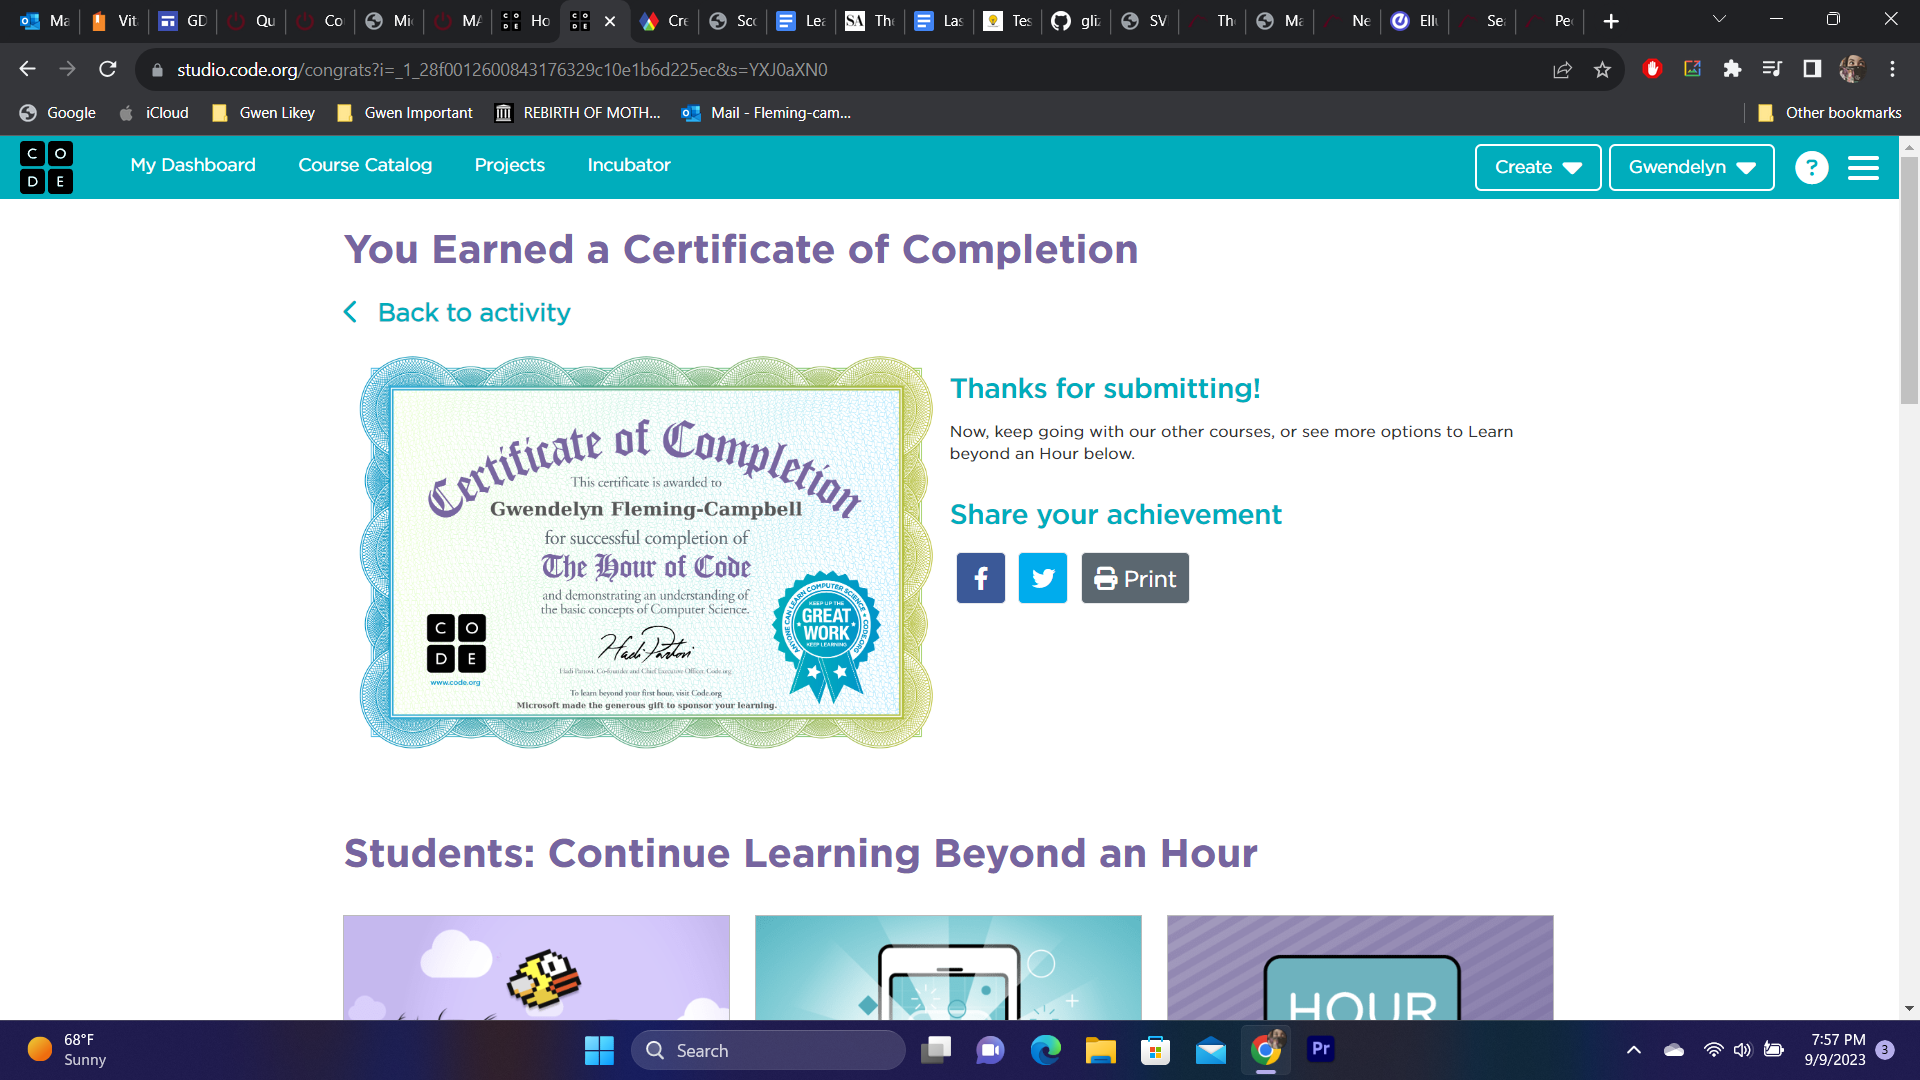 Ma Vit GD Qu Co Mi MA Ho Cre Sco Lea SA The Las Tes gli SV Th Ma Ne Ellu Sea Pe
studio.code.org/congrats?i=_1_28f0012600843176329c10e1b6d225ec&s=YXJ0aXN0
Google iCloud Gwen Likey Gwen Important REBIRTH OF MOTH... Mail - Fleming-cam... Other bookmarks
CODE My Dashboard Course Catalog Projects Incubator Create Gwendelyn ?
You Earned a Certificate of Completion
Back to activity
Certificate of Completion
This certificate is awarded to
Gwendelyn Fleming-Campbell
for successful completion of
The Hour of Code
and demonstrating an understanding of
the basic concepts of Computer Science.
CODE
www.code.org
Hadi Partovi
Hadi Partovi, Co-founder and Chief Executive Officer, Code.org
To learn beyond your first hour, visit Code.org
Microsoft made the generous gift to sponsor your learning.
ANYONE CAN LEARN COMPUTER SCIENCE • CODE.ORG
KEEP UP THE
GREAT
WORK
KEEP LEARNING
Thanks for submitting!
Now, keep going with our other courses, or see more options to Learn
beyond an Hour below.
Share your achievement
f Print
Students: Continue Learning Beyond an Hour
HOUR
68°F
Sunny
Search
Pr
7:57 PM
9/9/2023
3